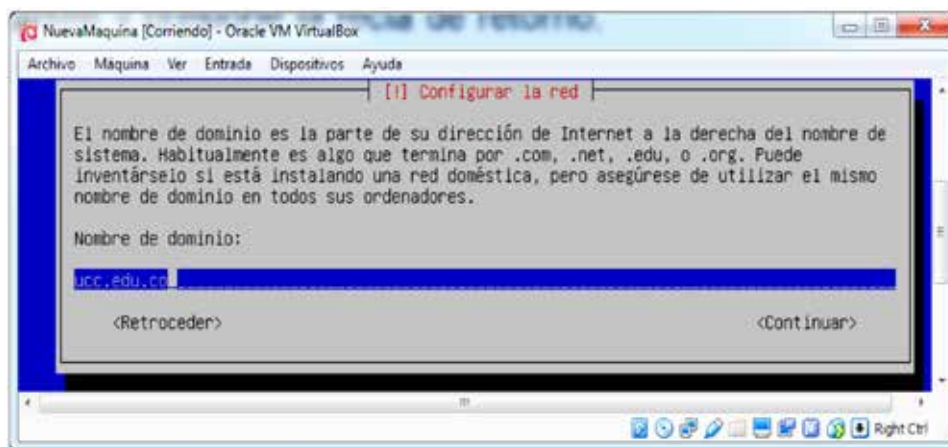 cia de retorno.
NuevaMaquina [Corriendo] - Oracle VM VirtualBox
Archivo Máquina Ver Entrada Dispositivos Ayuda
[!] Configurar la red
El nombre de dominio es la parte de su dirección de Internet a la derecha del nombre de
sistema. Habitualmente es algo que termina por .com, .net, .edu, o .org. Puede
inventárselo si está instalando una red doméstica, pero asegúrese de utilizar el mismo
nombre de dominio en todos sus ordenadores.
Nombre de dominio:
ucc.edu.co
<Retroceder> <Continuar>
Right Ctrl